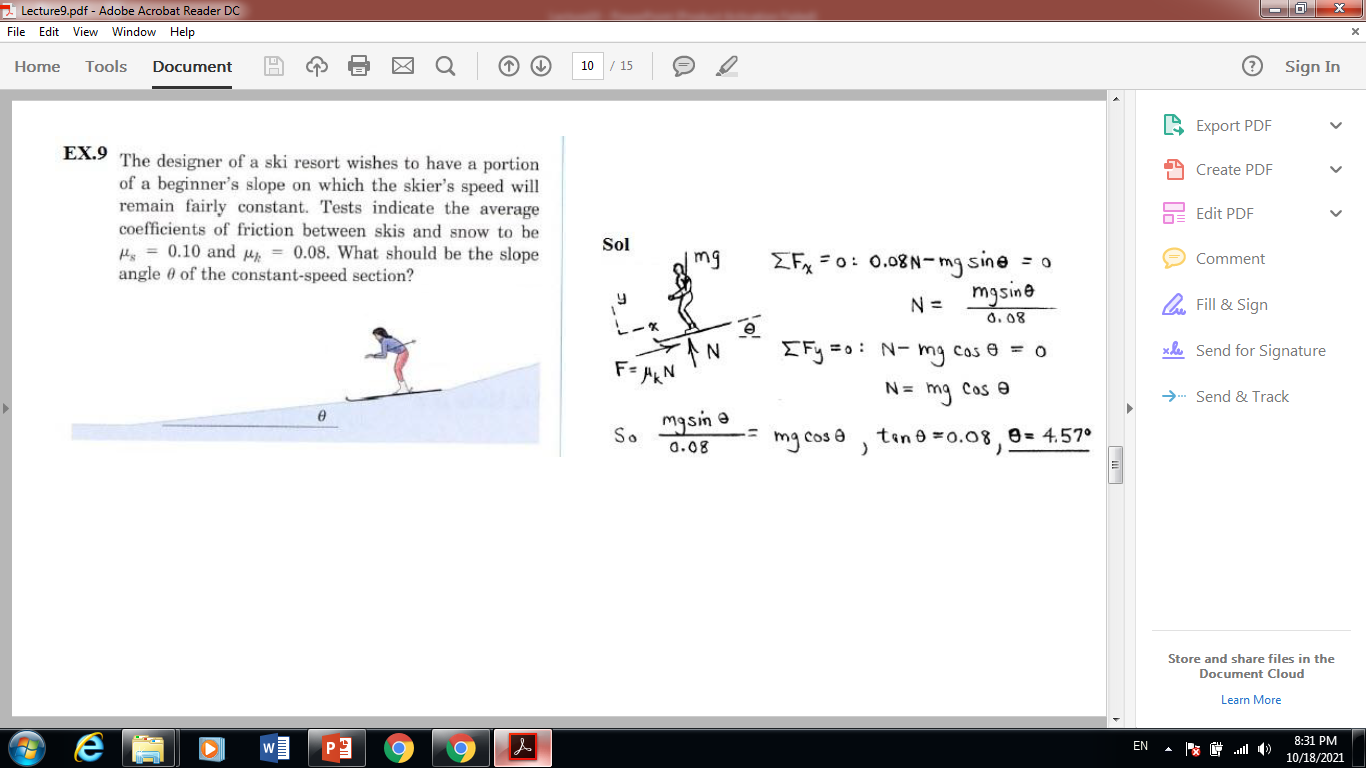 Lecture9.pdf - Adobe Acrobat Reader DC
File Edit View Window Help
Home Tools Document 10 / 15 Sign In
EX.9 The designer of a ski resort wishes to have a portion
of a beginner's slope on which the skier's speed will
remain fairly constant. Tests indicate the average
coefficients of friction between skis and snow to be
μs = 0.10 and μk = 0.08. What should be the slope
angle θ of the constant-speed section?
θ
Sol
mg
y
x
θ
N
F = μkN
ΣFx = 0: 0.08N - mg sinθ = 0
N = mg sinθ / 0.08
ΣFy = 0: N - mg cos θ = 0
N = mg cos θ
So mg sin θ / 0.08 = mg cos θ, tan θ = 0.08, θ = 4.57°
Export PDF
Create PDF
Edit PDF
Comment
Fill & Sign
Send for Signature
Send & Track
Store and share files in the
Document Cloud
Learn More
EN
8:31 PM
10/18/2021